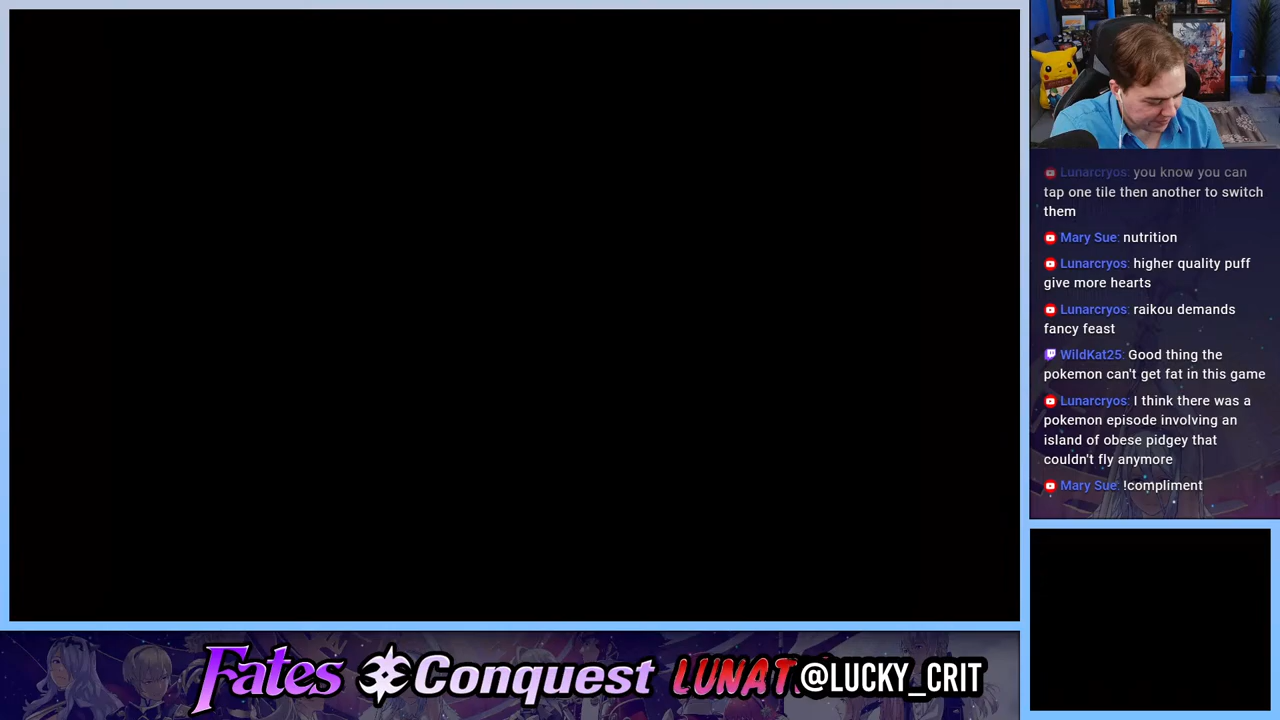 Lunarcryos: you know you can
tap one tile then another to switch
them
Mary Sue: nutrition
Lunarcryos: higher quality puff
give more hearts
Lunarcryos: raikou demands
fancy feast
WildKat25: Good thing the
pokemon can't get fat in this game
Lunarcryos: I think there was a
pokemon episode involving an
island of obese pidgey that
couldn't fly anymore
Mary Sue: !compliment
Fates Conquest LUNAT @LUCKY_CRIT